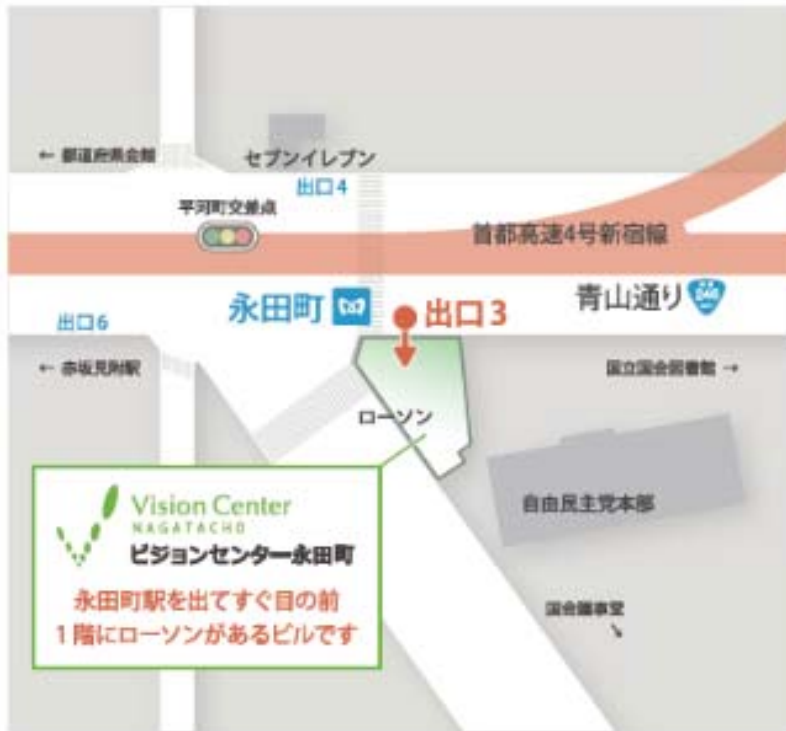 ← 都道府県会館
セブンイレブン
出口4
平河町交差点
首都高速4号新宿線
永田町
出口3
青山通り
246
出口6
← 赤坂見附駅
国立国会図書館 →
ローソン
自由民主党本部
Vision Center
NAGATACHO
ビジョンセンター永田町
永田町駅を出てすぐ目の前
1階にローソンがあるビルです
国会議事堂
↘